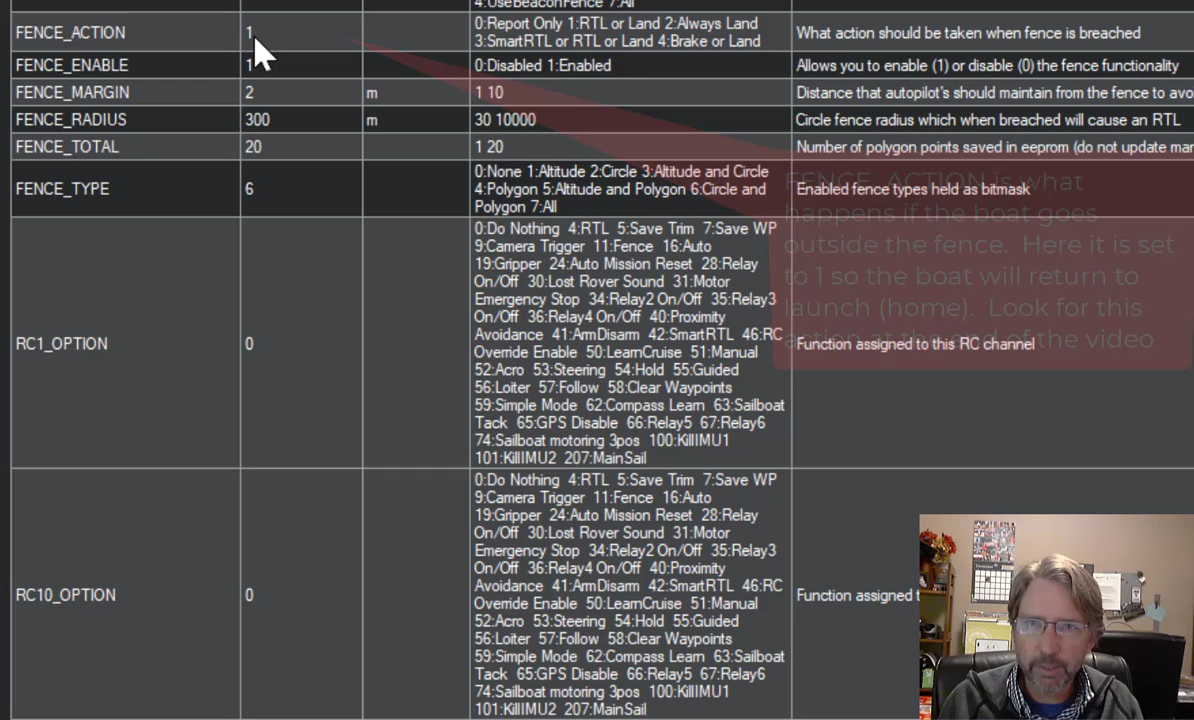 4:UseBeaconFence 7:All
FENCE_ACTION 1 0:Report Only 1:RTL or Land 2:Always Land
3:SmartRTL or RTL or Land 4:Brake or Land What action should be taken when fence is breached
FENCE_ENABLE 1 0:Disabled 1:Enabled Allows you to enable (1) or disable (0) the fence functionality
FENCE_MARGIN 2 m 1 10 Distance that autopilot's should maintain from the fence to avo
FENCE_RADIUS 300 m 30 10000 Circle fence radius which when breached will cause an RTL
FENCE_TOTAL 20 1 20 Number of polygon points saved in eeprom (do not update mar
FENCE_TYPE 6 0:None 1:Altitude 2:Circle 3:Altitude and Circle
4:Polygon 5:Altitude and Polygon 6:Circle and
Polygon 7:All
Enabled fence types held as bitmask
FENCE_ACTION is what
happens if the boat goes
outside the fence. Here it is set
to 1 so the boat will return to
launch (home). Look for this
action at the end of the video
RC1_OPTION 0
0:Do Nothing 4:RTL 5:Save Trim 7:Save WP
9:Camera Trigger 11:Fence 16:Auto
19:Gripper 24:Auto Mission Reset 28:Relay
On/Off 30:Lost Rover Sound 31:Motor
Emergency Stop 34:Relay2 On/Off 35:Relay3
On/Off 36:Relay4 On/Off 40:Proximity
Avoidance 41:ArmDisarm 42:SmartRTL 46:RC
Override Enable 50:LearnCruise 51:Manual
52:Acro 53:Steering 54:Hold 55:Guided
56:Loiter 57:Follow 58:Clear Waypoints
59:Simple Mode 62:Compass Learn 63:Sailboat
Tack 65:GPS Disable 66:Relay5 67:Relay6
74:Sailboat motoring 3pos 100:KillIMU1
101:KillIMU2 207:MainSail
Function assigned to this RC channel
RC10_OPTION 0
0:Do Nothing 4:RTL 5:Save Trim 7:Save WP
9:Camera Trigger 11:Fence 16:Auto
19:Gripper 24:Auto Mission Reset 28:Relay
On/Off 30:Lost Rover Sound 31:Motor
Emergency Stop 34:Relay2 On/Off 35:Relay3
On/Off 36:Relay4 On/Off 40:Proximity
Avoidance 41:ArmDisarm 42:SmartRTL 46:RC
Override Enable 50:LearnCruise 51:Manual
52:Acro 53:Steering 54:Hold 55:Guided
56:Loiter 57:Follow 58:Clear Waypoints
59:Simple Mode 62:Compass Learn 63:Sailboat
Tack 65:GPS Disable 66:Relay5 67:Relay6
74:Sailboat motoring 3pos 100:KillIMU1
101:KillIMU2 207:MainSail
Function assigned t